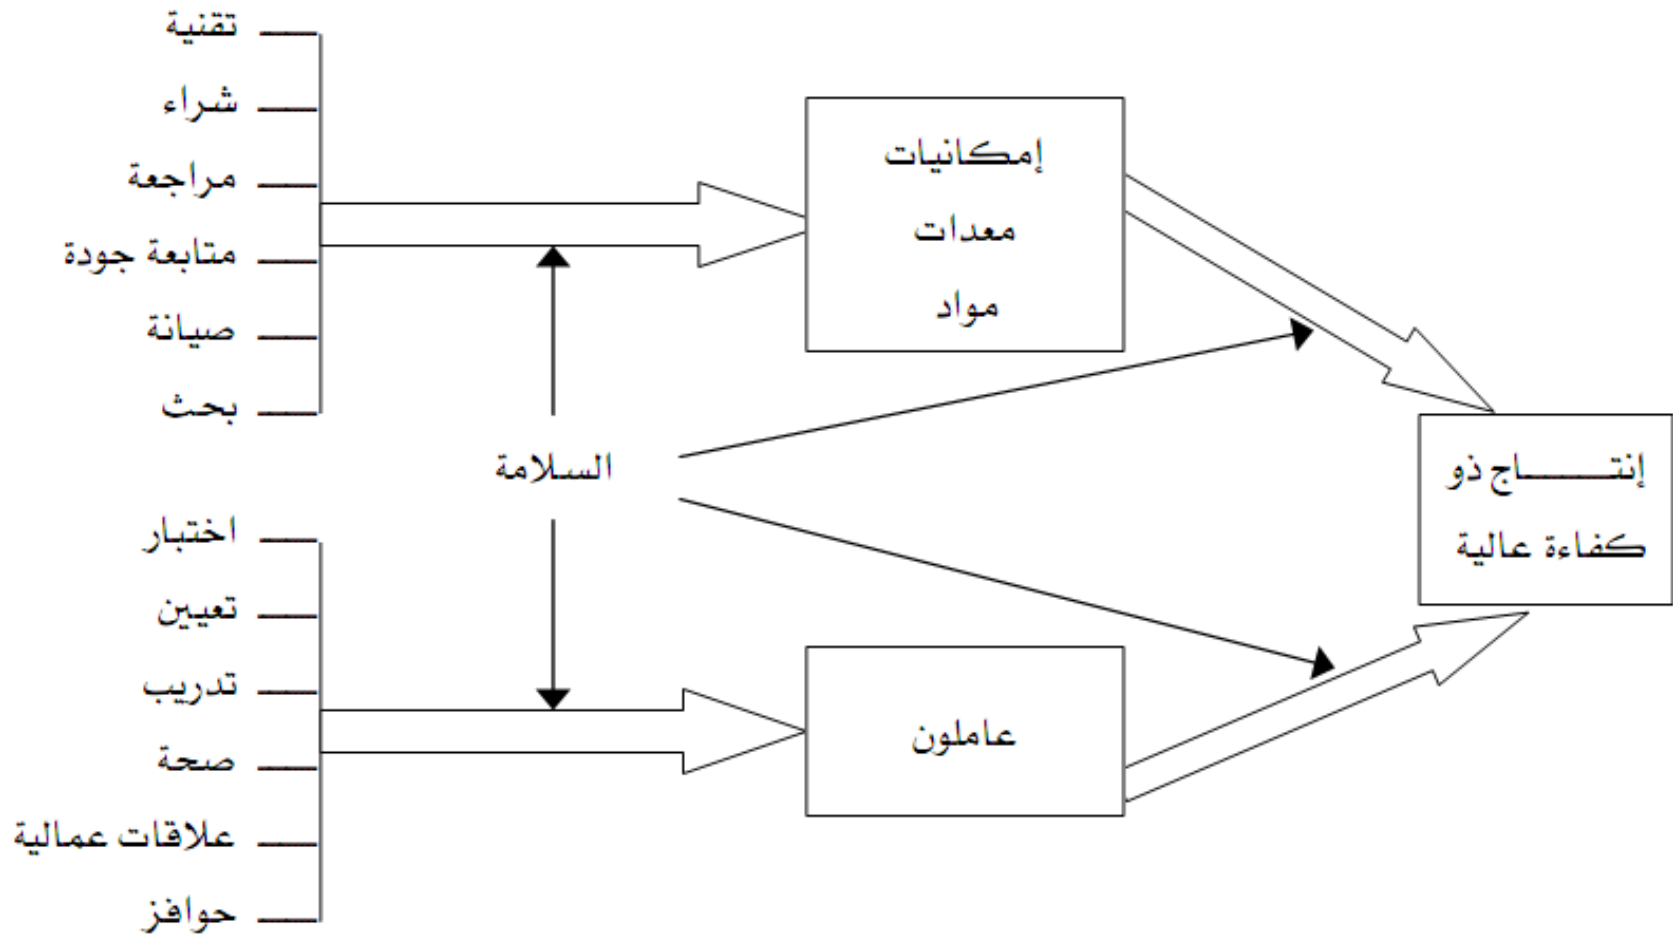 تقنية
شراء
مراجعة
متابعة جودة
صيانة
بحث
إمكانيات
معدات
مواد
السلامة
إنتـــــاج ذو
كفاءة عالية
اختبار
تعيين
تدريب
صحة
علاقات عمالية
حوافز
عاملون